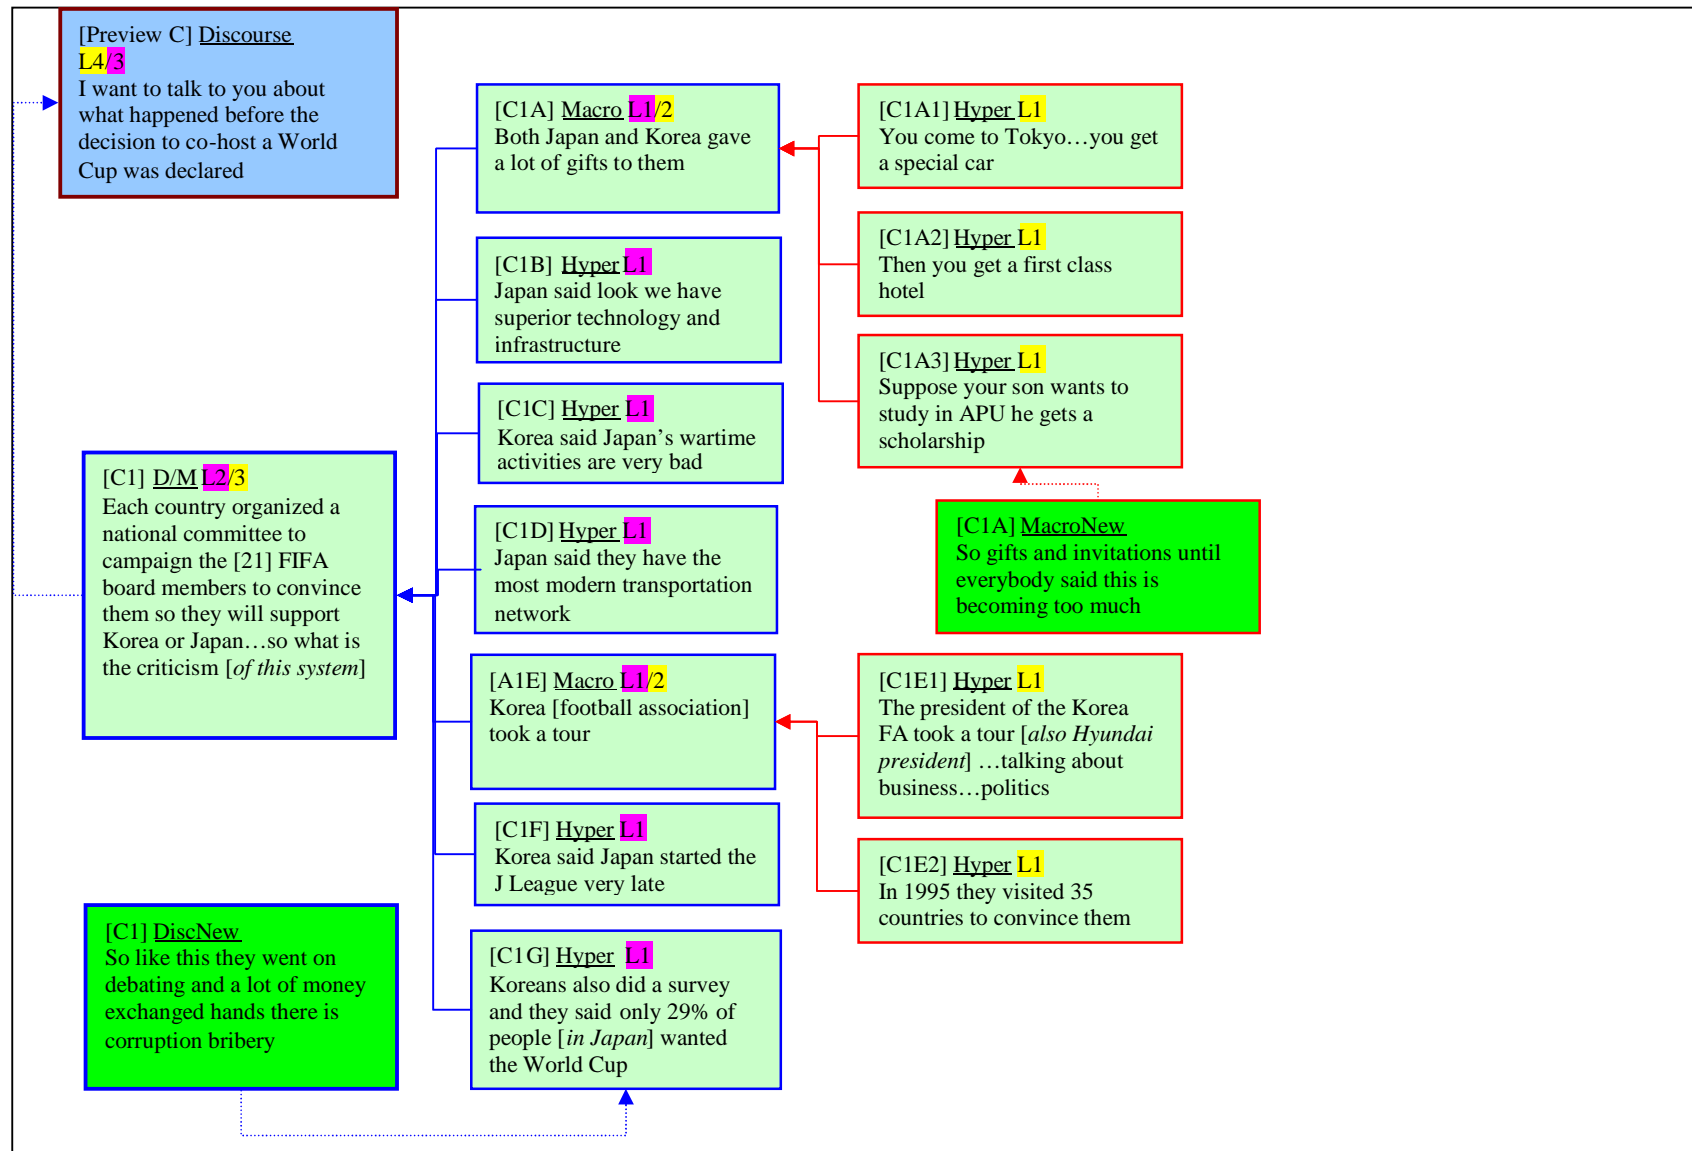 [Preview C] Discourse
L4/3
I want to talk to you about
what happened before the
decision to co-host a World
Cup was declared
[C1] D/M L2/3
Each country organized a
national committee to
campaign the [21] FIFA
board members to convince
them so they will support
Korea or Japan…so what is
the criticism [of this system]
[C1] DiscNew
So like this they went on
debating and a lot of money
exchanged hands there is
corruption bribery
[C1A] Macro L1/2
Both Japan and Korea gave
a lot of gifts to them
[C1B] Hyper L1
Japan said look we have
superior technology and
infrastructure
[C1C] Hyper L1
Korea said Japan’s wartime
activities are very bad
[C1D] Hyper L1
Japan said they have the
most modern transportation
network
[A1E] Macro L1/2
Korea [football association]
took a tour
[C1F] Hyper L1
Korea said Japan started the
J League very late
[C1G] Hyper L1
Koreans also did a survey
and they said only 29% of
people [in Japan] wanted
the World Cup
[C1A1] Hyper L1
You come to Tokyo…you get
a special car
[C1A2] Hyper L1
Then you get a first class
hotel
[C1A3] Hyper L1
Suppose your son wants to
study in APU he gets a
scholarship
[C1A] MacroNew
So gifts and invitations until
everybody said this is
becoming too much
[C1E1] Hyper L1
The president of the Korea
FA took a tour [also Hyundai
president] …talking about
business…politics
[C1E2] Hyper L1
In 1995 they visited 35
countries to convince them